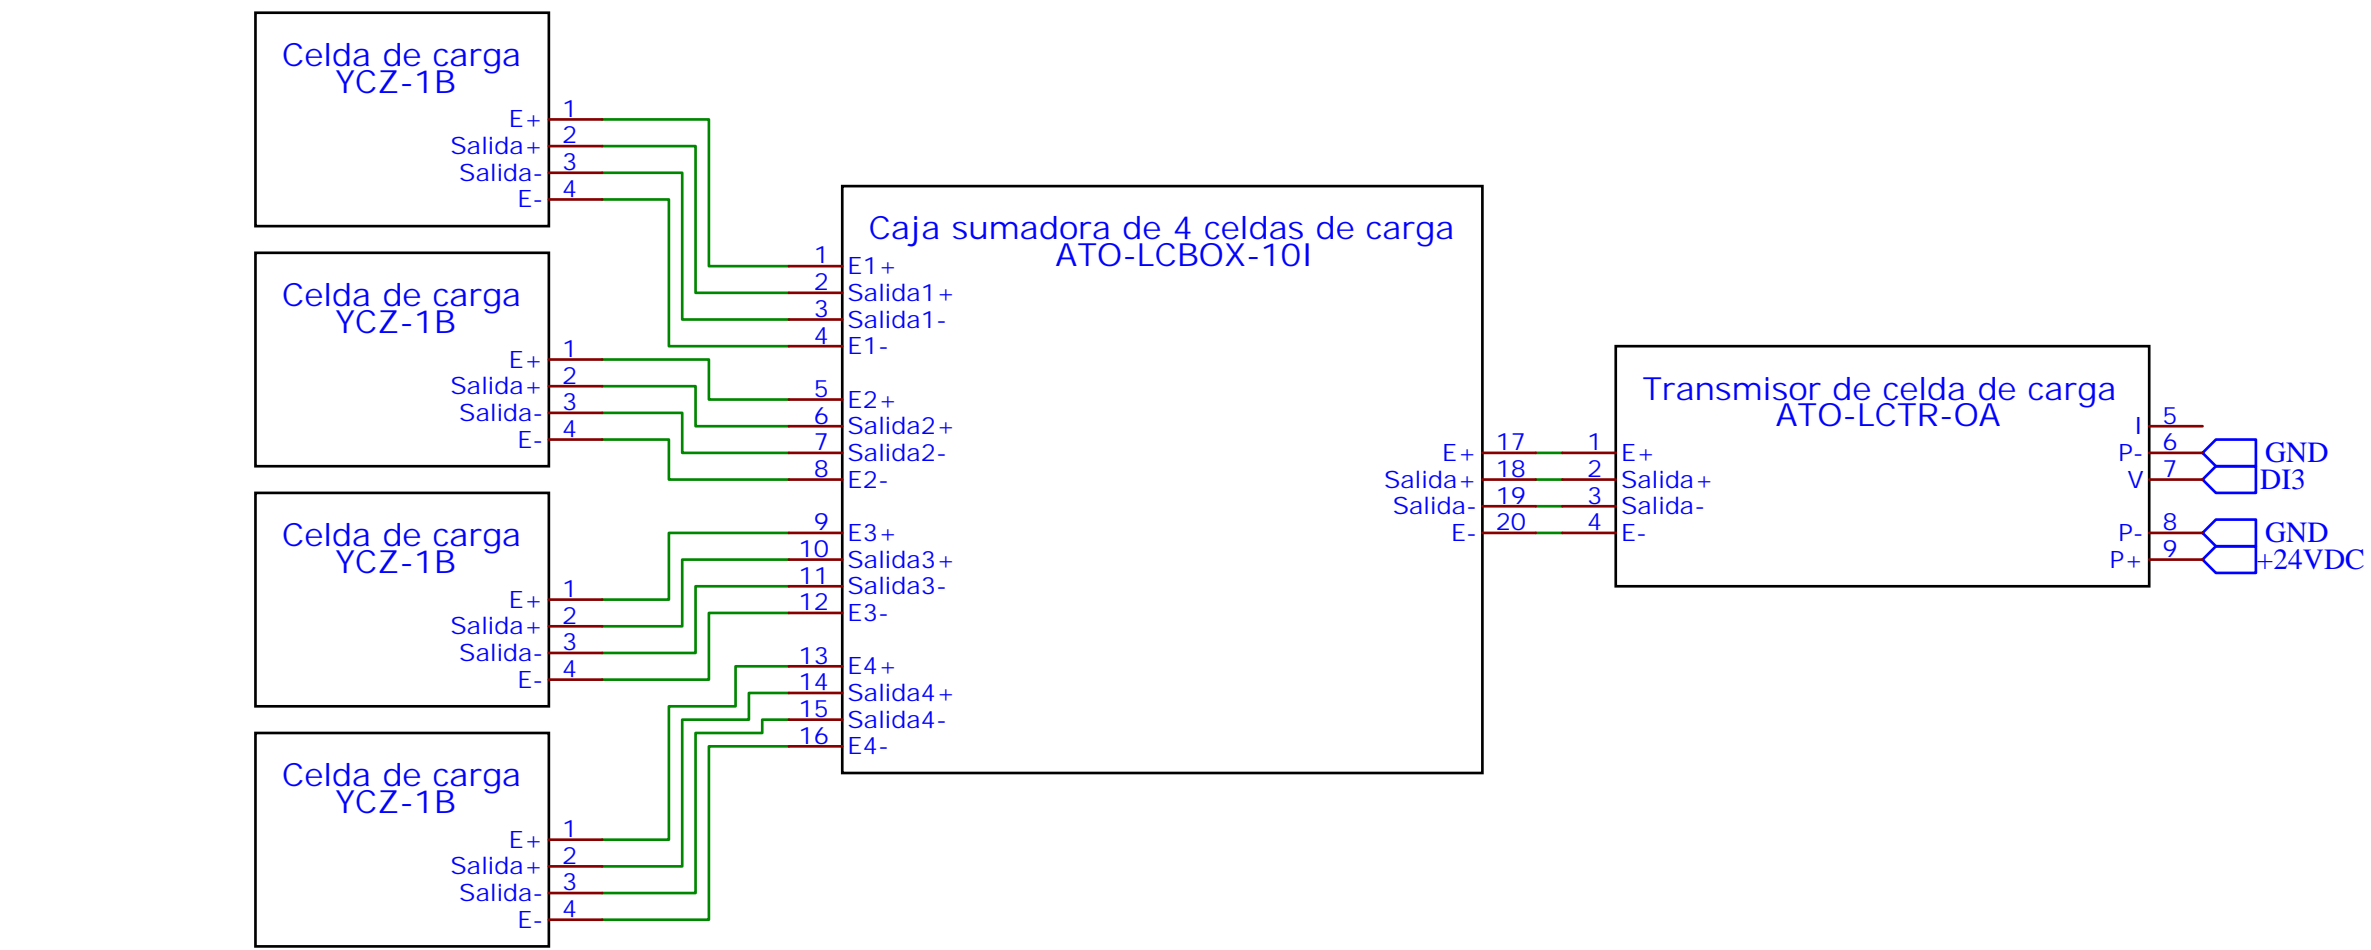 Celda de carga
YCZ-1B
E+ 1
Salida+ 2
Salida- 3
E- 4
Celda de carga
YCZ-1B
E+ 1
Salida+ 2
Salida- 3
E- 4
Celda de carga
YCZ-1B
E+ 1
Salida+ 2
Salida- 3
E- 4
Celda de carga
YCZ-1B
E+ 1
Salida+ 2
Salida- 3
E- 4
Caja sumadora de 4 celdas de carga
ATO-LCBOX-10I
1 E1+
2 Salida1+
3 Salida1-
4 E1-
5 E2+
6 Salida2+
7 Salida2-
8 E2-
9 E3+
10 Salida3+
11 Salida3-
12 E3-
13 E4+
14 Salida4+
15 Salida4-
16 E4-
E+ 17
Salida+ 18
Salida- 19
E- 20
Transmisor de celda de carga
ATO-LCTR-OA
1 E+
2 Salida+
3 Salida-
4 E-
I 5
P- 6 GND
V 7 DI3
P- 8 GND
P+ 9 +24VDC